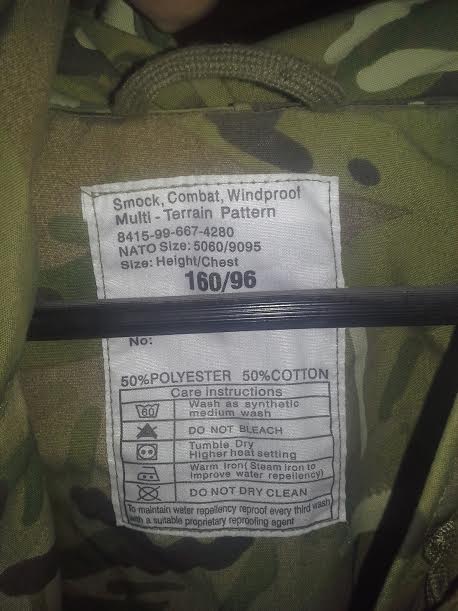 Smock, Combat, Windproof
Multi - Terrain Pattern
8415-99-667-4280
NATO Size: 5060/9095
Size: Height/Chest
160/96
No:
50%POLYESTER 50%COTTON
Care instructions
60 Wash as synthetic
medium wash
DO NOT BLEACH
Tumble Dry
Higher heat setting
Warm Iron( Steam iron to
improve water repellency)
DO NOT DRY CLEAN
To maintain water repellency reproof every third wash
with a suitable proprietary reproofing agent